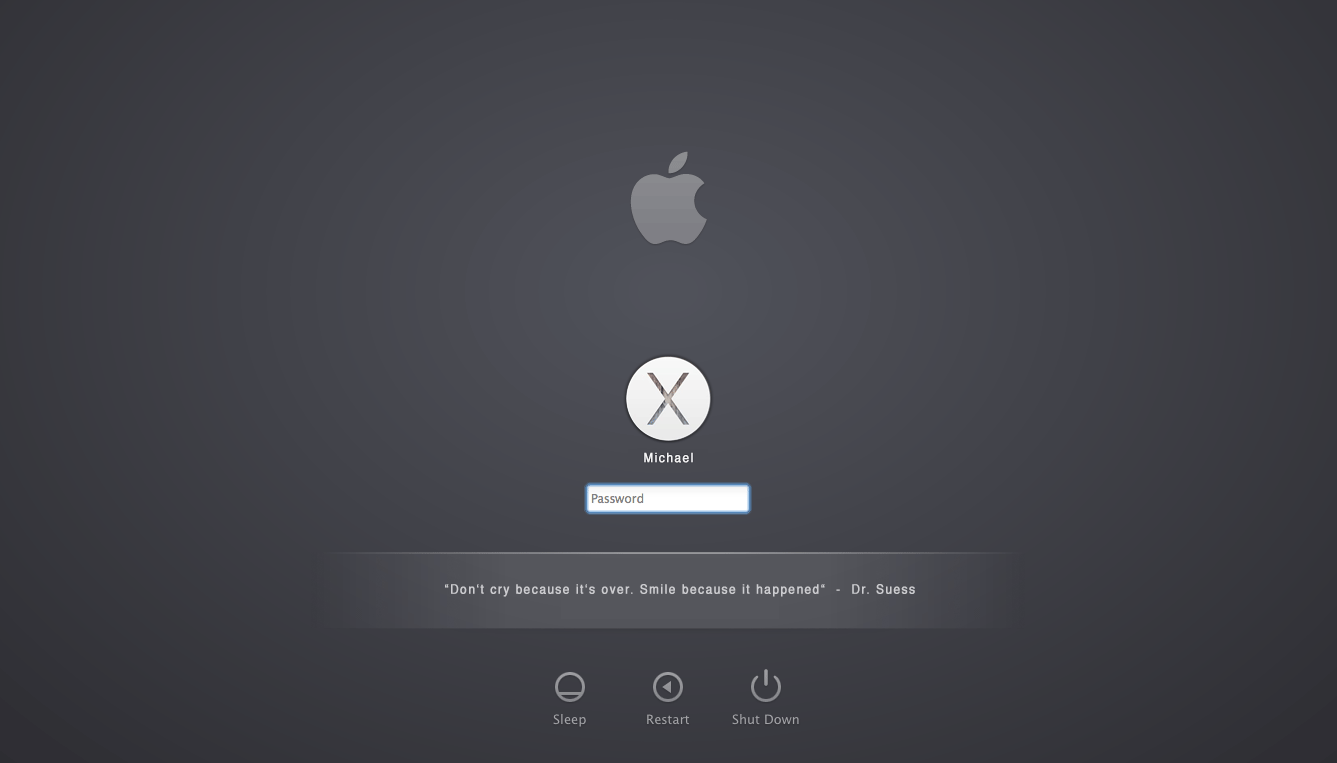 X
Michael
Password
"Don't cry because it's over. Smile because it happened" - Dr. Suess
Sleep
Restart
Shut Down